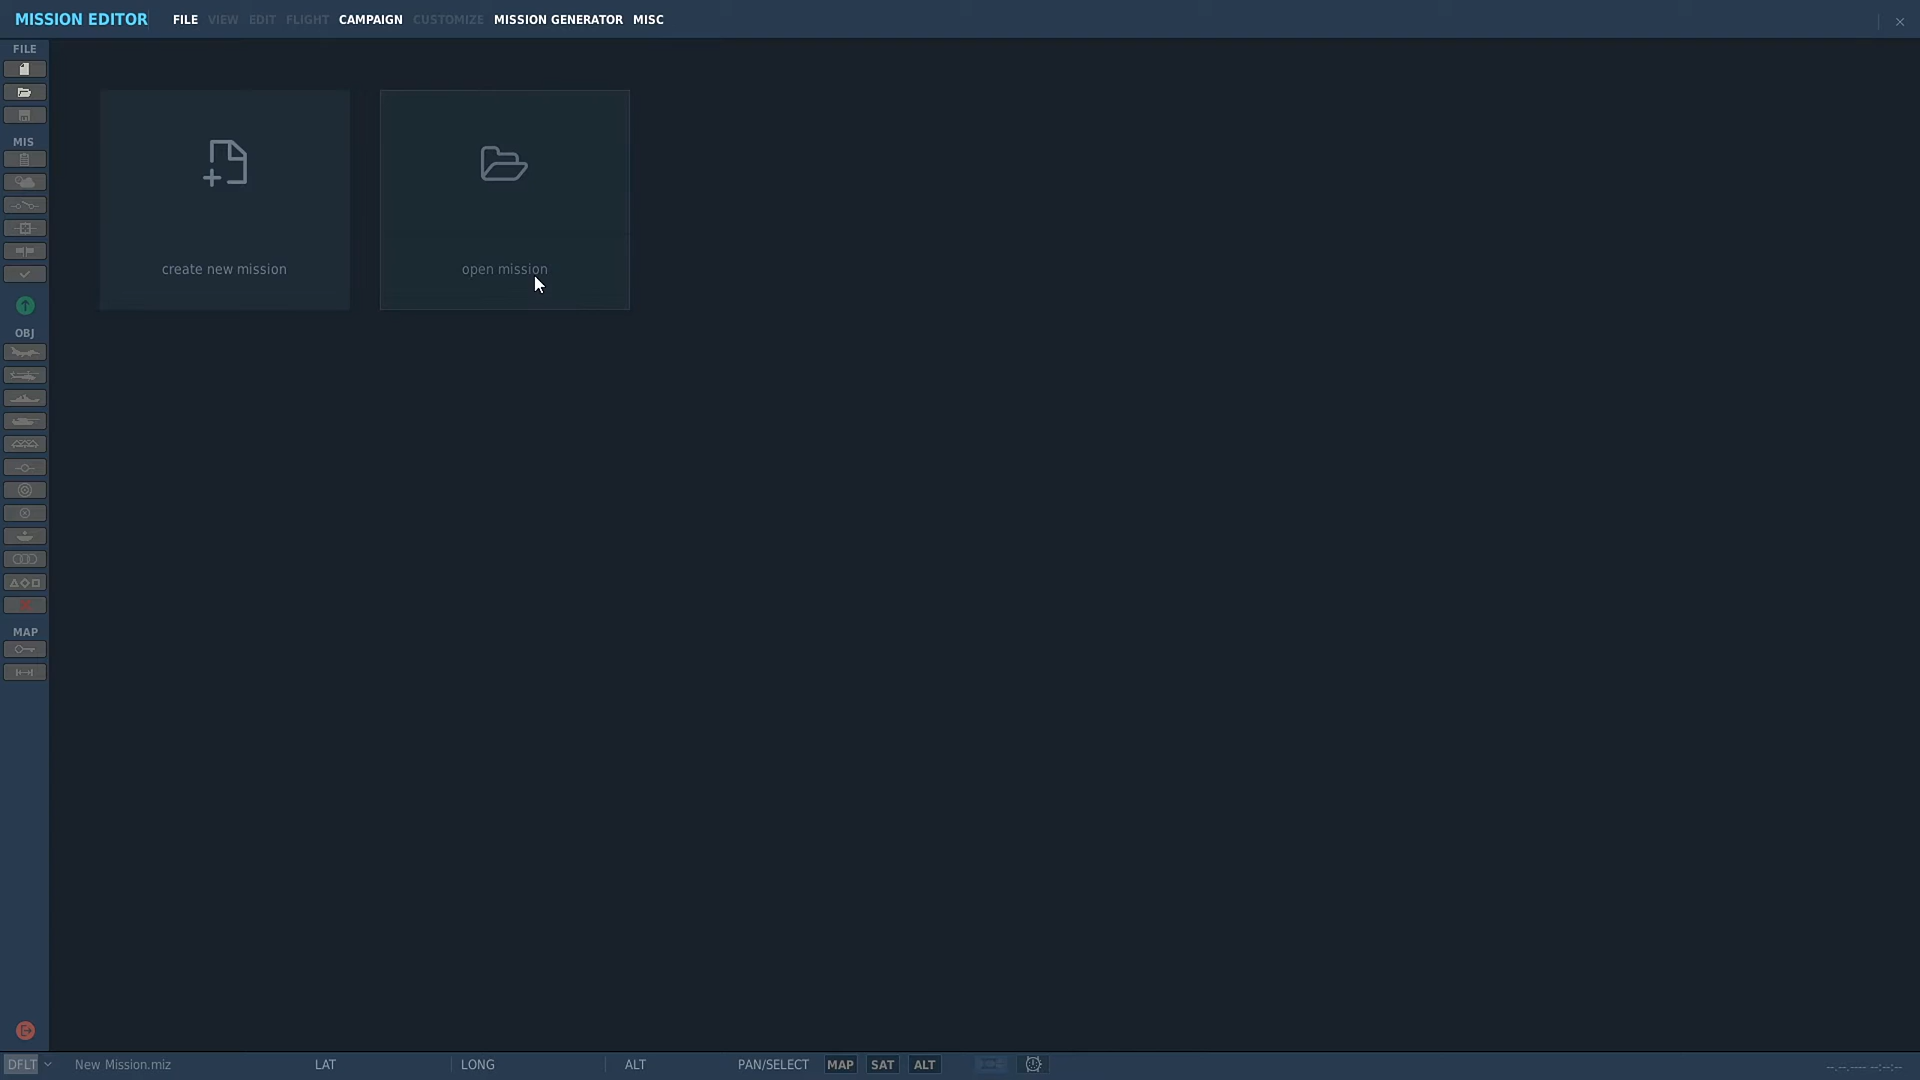 MISSION EDITOR FILE VIEW EDIT FLIGHT CAMPAIGN CUSTOMIZE MISSION GENERATOR MISC
FILE
MIS
OBJ
MAP
create new mission
open mission
DFLT New Mission.miz LAT LONG ALT PAN/SELECT MAP SAT ALT --.--.---- --:--:--